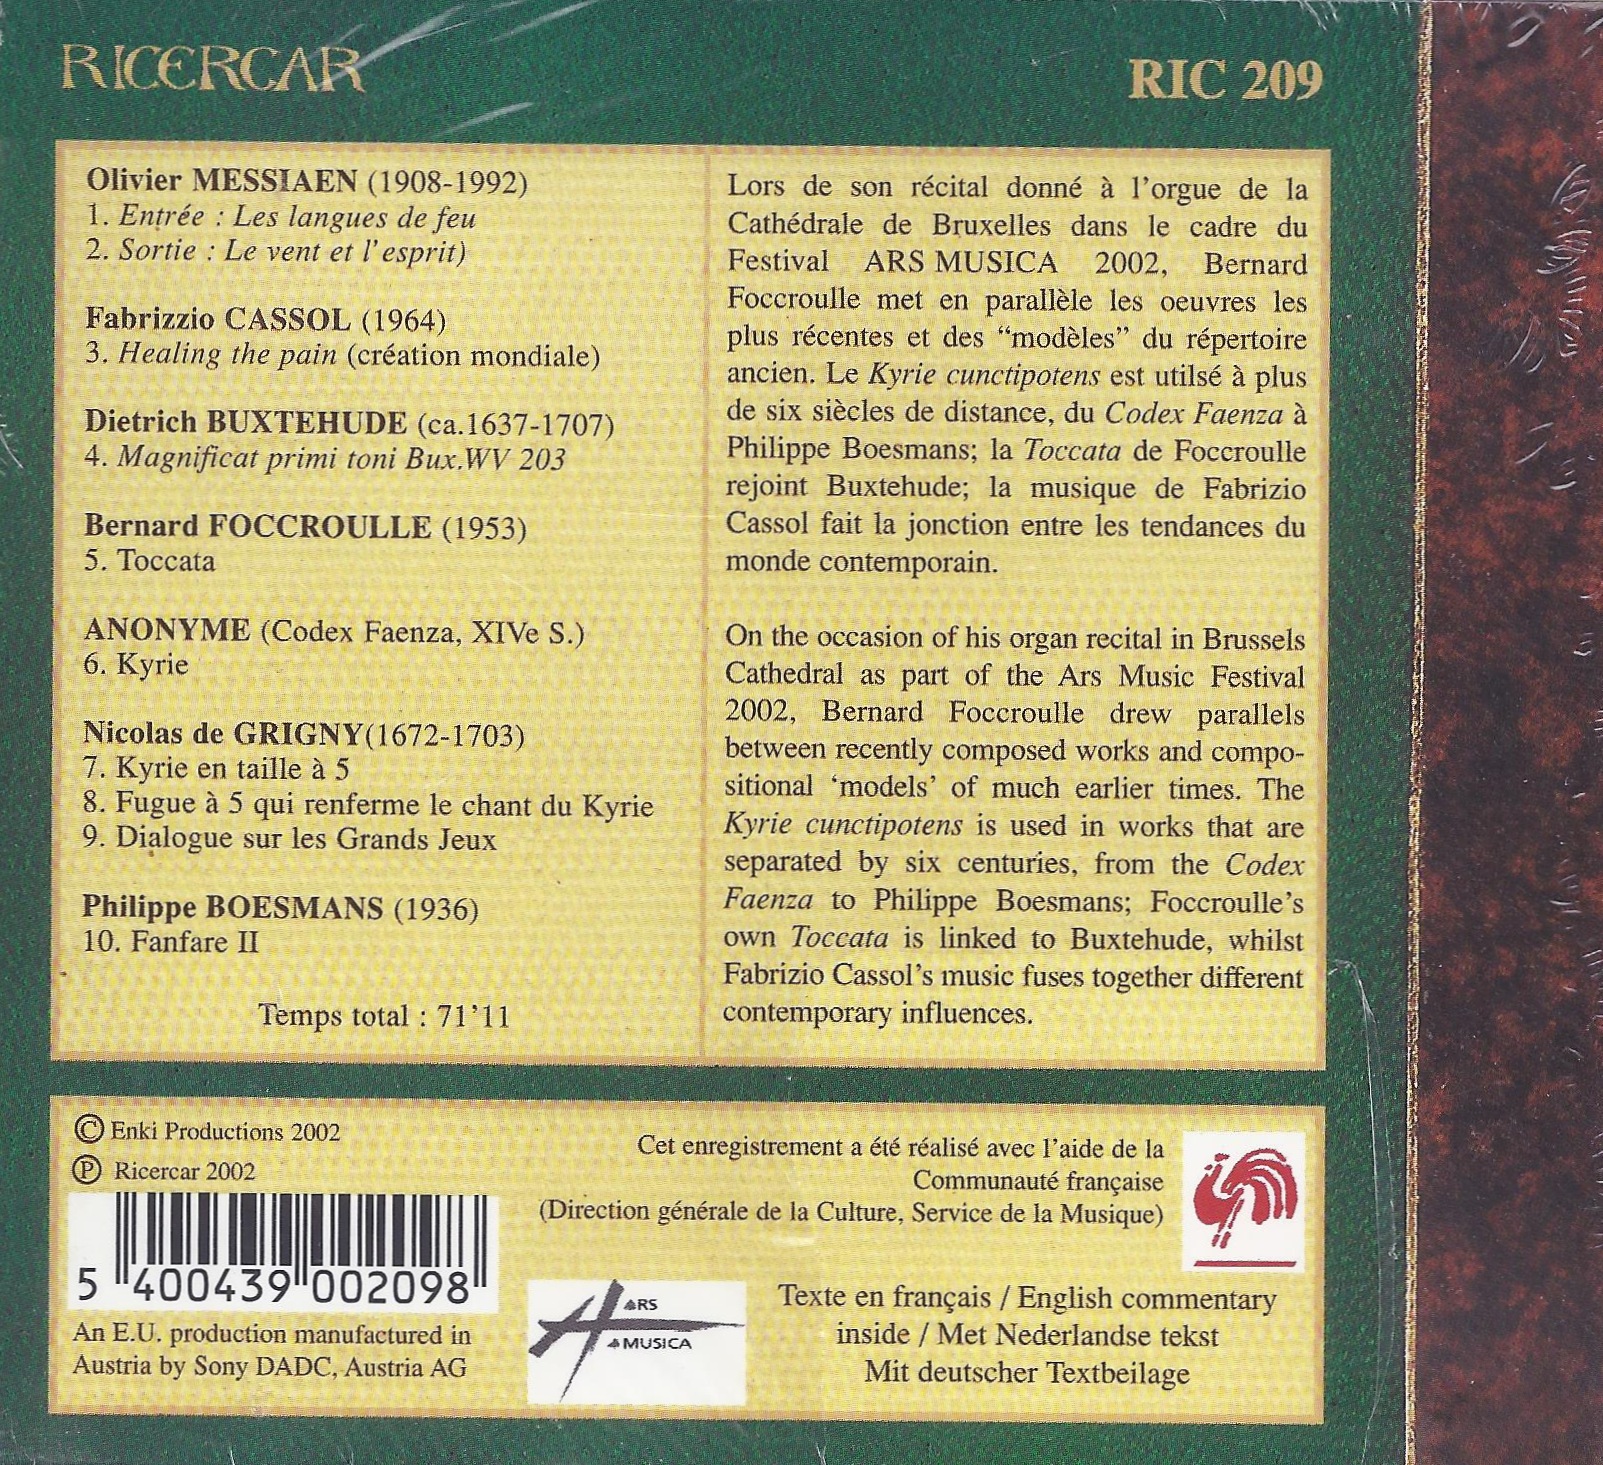 RICERCAR
RIC 209
Olivier MESSIAEN (1908-1992)
1. Entrée : Les langues de feu
2. Sortie : Le vent et l'esprit)
Fabrizzio CASSOL (1964)
3. Healing the pain (création mondiale)
Dietrich BUXTEHUDE (ca.1637-1707)
4. Magnificat primi toni Bux.WV 203
Bernard FOCCROULLE (1953)
5. Toccata
ANONYME (Codex Faenza, XIVe S.)
6. Kyrie
Nicolas de GRIGNY(1672-1703)
7. Kyrie en taille à 5
8. Fugue à 5 qui renferme le chant du Kyrie
9. Dialogue sur les Grands Jeux
Philippe BOESMANS (1936)
10. Fanfare II
Temps total : 71'11
Lors de son récital donné à l'orgue de la
Cathédrale de Bruxelles dans le cadre du
Festival ARS MUSICA 2002, Bernard
Foccroulle met en parallèle les oeuvres les
plus récentes et des “modèles” du répertoire
ancien. Le Kyrie cunctipotens est utilsé à plus
de six siècles de distance, du Codex Faenza à
Philippe Boesmans; la Toccata de Foccroulle
rejoint Buxtehude; la musique de Fabrizio
Cassol fait la jonction entre les tendances du
monde contemporain.
On the occasion of his organ recital in Brussels
Cathedral as part of the Ars Music Festival
2002, Bernard Foccroulle drew parallels
between recently composed works and compo-
sitional ‘models’ of much earlier times. The
Kyrie cunctipotens is used in works that are
separated by six centuries, from the Codex
Faenza to Philippe Boesmans; Foccroulle's
own Toccata is linked to Buxtehude, whilst
Fabrizio Cassol's music fuses together different
contemporary influences.
© Enki Productions 2002
℗ Ricercar 2002
5 400439 002098
An E.U. production manufactured in
Austria by Sony DADC, Austria AG
Cet enregistrement a été réalisé avec l'aide de la
Communauté française
(Direction générale de la Culture, Service de la Musique)
ARS
MUSICA
Texte en français / English commentary
inside / Met Nederlandse tekst
Mit deutscher Textbeilage